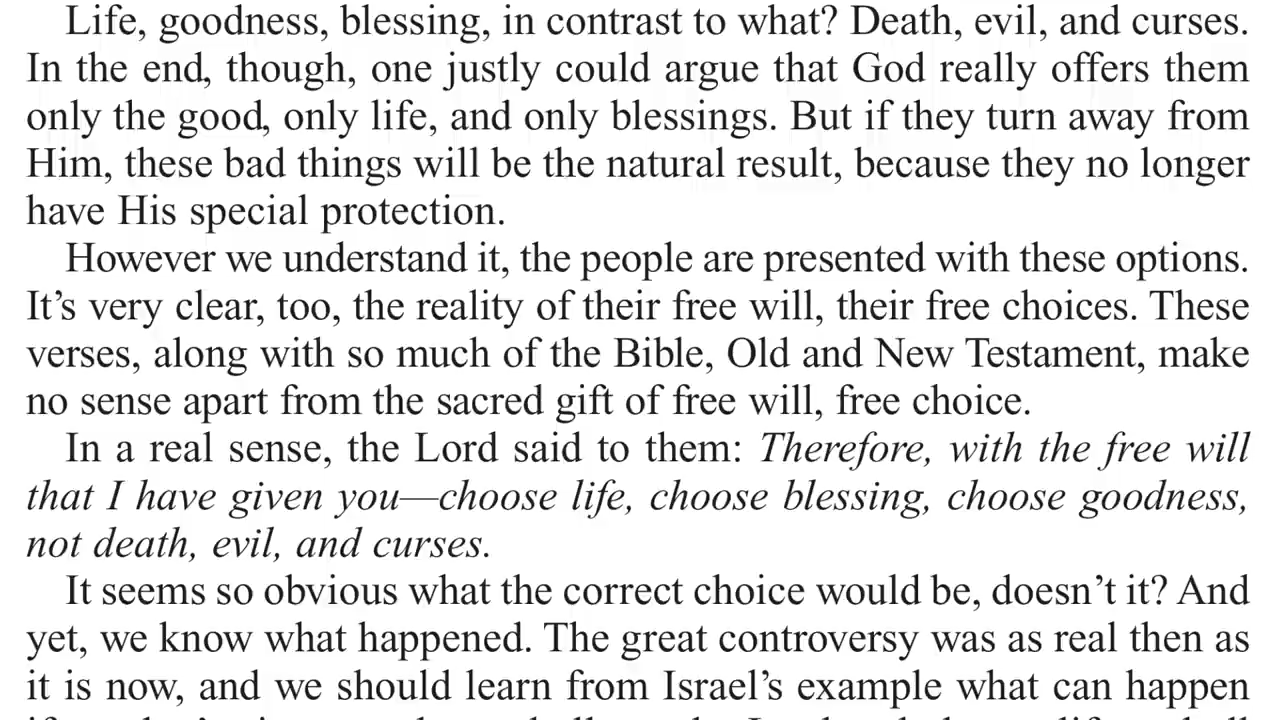 Life, goodness, blessing, in contrast to what? Death, evil, and curses.
In the end, though, one justly could argue that God really offers them
only the good, only life, and only blessings. But if they turn away from
Him, these bad things will be the natural result, because they no longer
have His special protection.
However we understand it, the people are presented with these options.
It’s very clear, too, the reality of their free will, their free choices. These
verses, along with so much of the Bible, Old and New Testament, make
no sense apart from the sacred gift of free will, free choice.
In a real sense, the Lord said to them: Therefore, with the free will
that I have given you—choose life, choose blessing, choose goodness,
not death, evil, and curses.
It seems so obvious what the correct choice would be, doesn’t it? And
yet, we know what happened. The great controversy was as real then as
it is now, and we should learn from Israel’s example what can happen